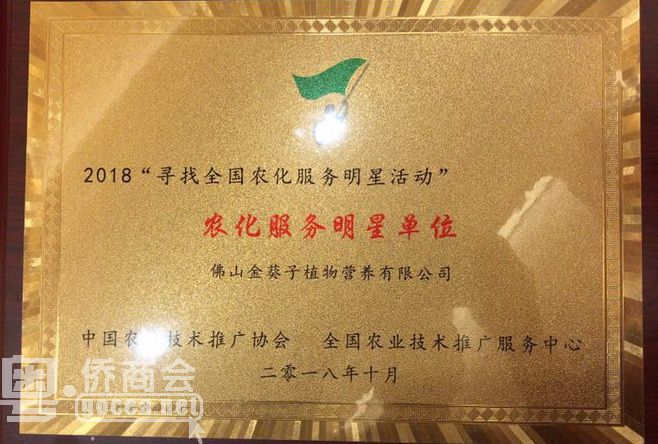 2018“寻找全国农化服务明星活动”
农化服务明星单位
佛山金葵子植物营养有限公司
中国农 技术推广协会 全国农业技术推广服务中心
二零一八年十月
粤·侨商会
gdcea.net